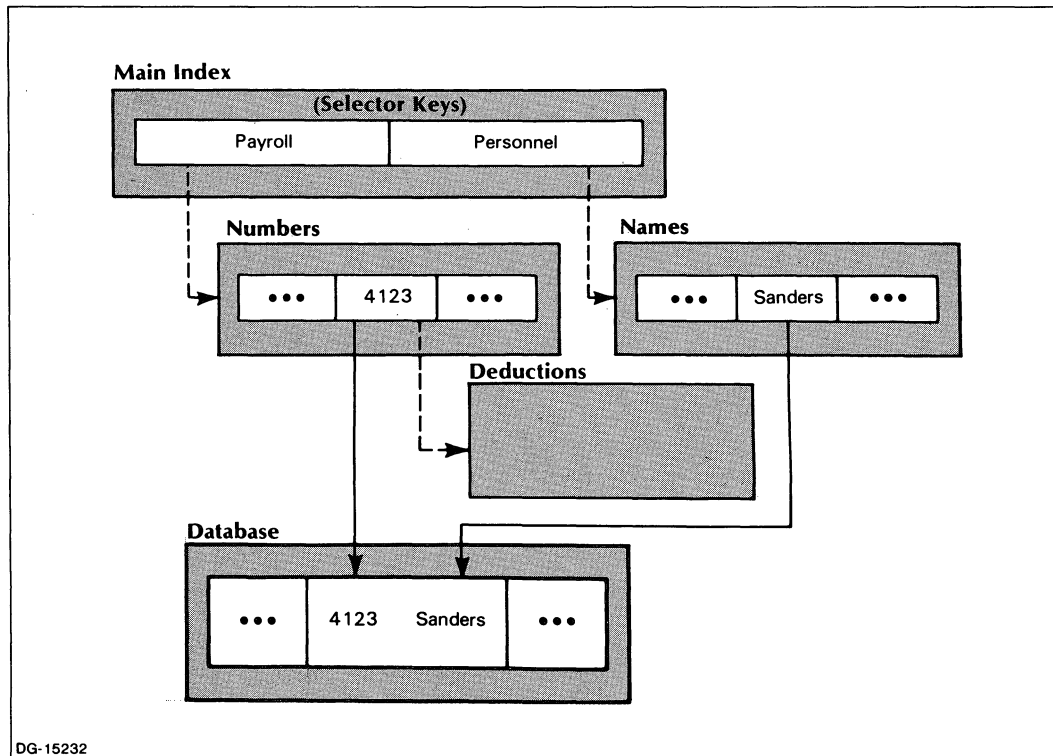 Main Index
(Selector Keys)
Payroll Personnel
Numbers Names
••• 4123 ••• ••• Sanders •••
Deductions
Database
••• 4123 Sanders •••
DG-15232